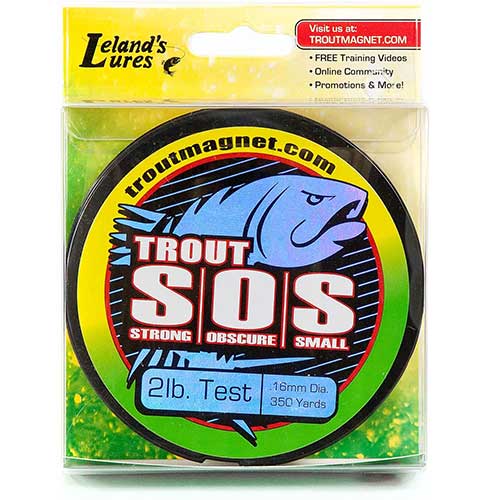 Leland's
Lures
Visit us at:
TROUTMAGNET.COM
• FREE Training Videos
• Online Community
• Promotions & More!
troutmagnet.com
TROUT
S|O|S
STRONG | OBSCURE | SMALL
2lb. Test
.16mm Dia.
350 Yards